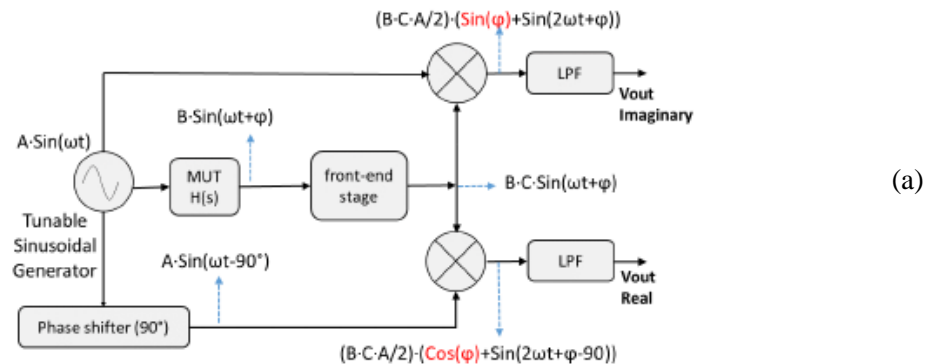 (B·C·A/2)·(Sin(φ)+Sin(2ωt+φ))
LPF
Vout
Imaginary
B·Sin(ωt+φ)
A·Sin(ωt)
MUT
H(s)
front-end
stage
B·C·Sin(ωt+φ)
(a)
Tunable
Sinusoidal
Generator
A·Sin(ωt-90°)
LPF
Vout
Real
Phase shifter (90°)
(B·C·A/2)·(Cos(φ)+Sin(2ωt+φ-90))